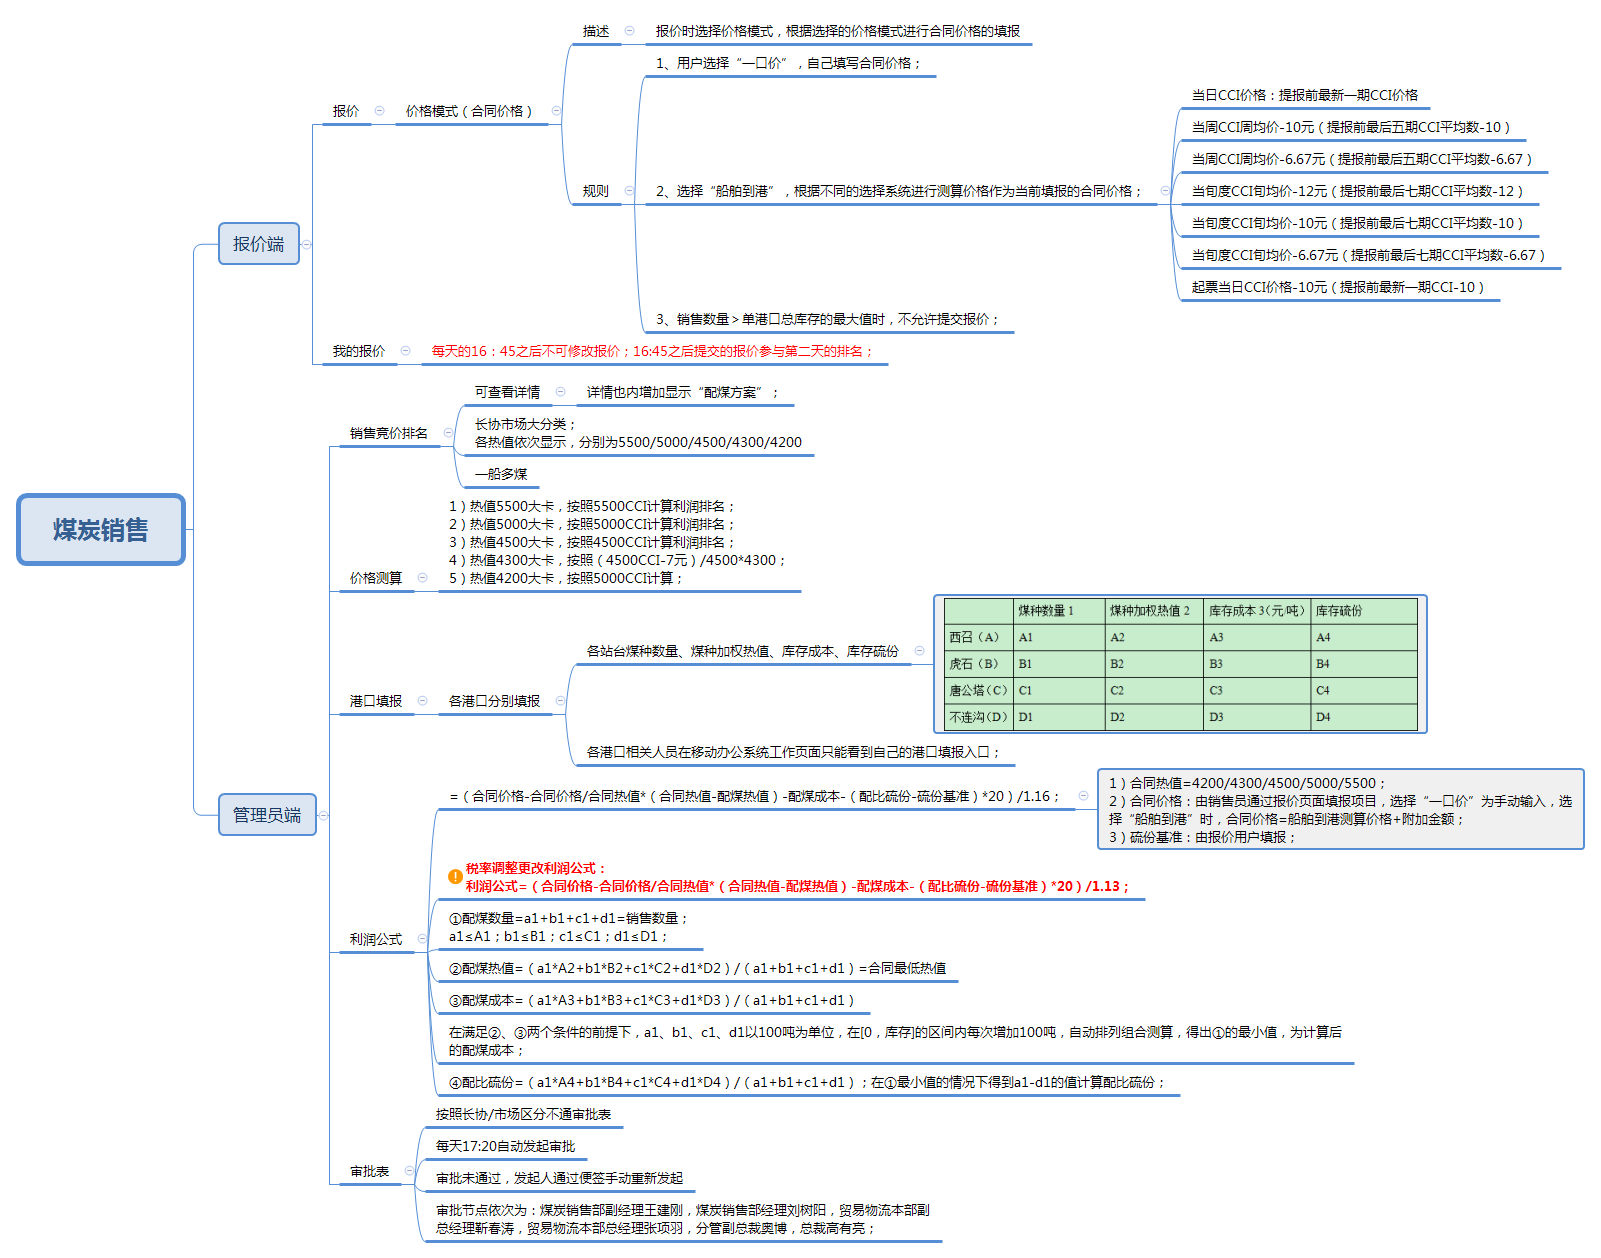 煤炭销售
报价端
报价
价格模式（合同价格）
描述
报价时选择价格模式，根据选择的价格模式进行合同价格的填报
规则
1、用户选择“一口价”，自己填写合同价格；
2、选择“船舶到港”，根据不同的选择系统进行测算价格作为当前填报的合同价格；
当日CCI价格：提报前最新一期CCI价格
当周CCI周均价-10元（提报前最后五期CCI平均数-10）
当周CCI周均价-6.67元（提报前最后五期CCI平均数-6.67）
当旬度CCI旬均价-12元（提报前最后七期CCI平均数-12）
当旬度CCI旬均价-10元（提报前最后七期CCI平均数-10）
当旬度CCI旬均价-6.67元（提报前最后七期CCI平均数-6.67）
起票当日CCI价格-10元（提报前最新一期CCI-10）
3、销售数量＞单港口总库存的最大值时，不允许提交报价；
我的报价
每天的16：45之后不可修改报价；16:45之后提交的报价参与第二天的排名；
管理员端
销售竞价排名
可查看详情
详情也内增加显示“配煤方案”；
长协市场大分类；
各热值依次显示，分别为5500/5000/4500/4300/4200
一船多煤
价格测算
1）热值5500大卡，按照5500CCI计算利润排名；
2）热值5000大卡，按照5000CCI计算利润排名；
3）热值4500大卡，按照4500CCI计算利润排名；
4）热值4300大卡，按照（4500CCI-7元）/4500*4300；
5）热值4200大卡，按照5000CCI计算；
港口填报
各港口分别填报
各站台煤种数量、煤种加权热值、库存成本、库存硫份
煤种数量 1 煤种加权热值 2 库存成本 3（元/吨） 库存硫份
西召（A） A1 A2 A3 A4
虎石（B） B1 B2 B3 B4
唐公塔（C） C1 C2 C3 C4
不连沟（D） D1 D2 D3 D4
各港口相关人员在移动办公系统工作页面只能看到自己的港口填报入口；
利润公式
=（合同价格-合同价格/合同热值*（合同热值-配煤热值）-配煤成本-（配比硫份-硫份基准）*20）/1.16；
1）合同热值=4200/4300/4500/5000/5500；
2）合同价格：由销售员通过报价页面填报项目，选择“一口价”为手动输入，选
择“船舶到港”时，合同价格=船舶到港测算价格+附加金额；
3）硫份基准：由报价用户填报；
税率调整更改利润公式：
利润公式=（合同价格-合同价格/合同热值*（合同热值-配煤热值）-配煤成本-（配比硫份-硫份基准）*20）/1.13；
①配煤数量=a1+b1+c1+d1=销售数量；
a1≤A1；b1≤B1；c1≤C1；d1≤D1；
②配煤热值=（a1*A2+b1*B2+c1*C2+d1*D2）/（a1+b1+c1+d1）=合同最低热值
③配煤成本=（a1*A3+b1*B3+c1*C3+d1*D3）/（a1+b1+c1+d1）
在满足②、③两个条件的前提下，a1、b1、c1、d1以100吨为单位，在[0，库存]的区间内每次增加100吨，自动排列组合测算，得出①的最小值，为计算后
的配煤成本；
④配比硫份=（a1*A4+b1*B4+c1*C4+d1*D4）/（a1+b1+c1+d1）；在①最小值的情况下得到a1-d1的值计算配比硫份；
审批表
按照长协/市场区分不通审批表
每天17:20自动发起审批
审批未通过，发起人通过便签手动重新发起
审批节点依次为：煤炭销售部副经理王建刚，煤炭销售部经理刘树阳，贸易物流本部副
总经理靳春涛，贸易物流本部总经理张项羽，分管副总裁奥博，总裁高有亮；